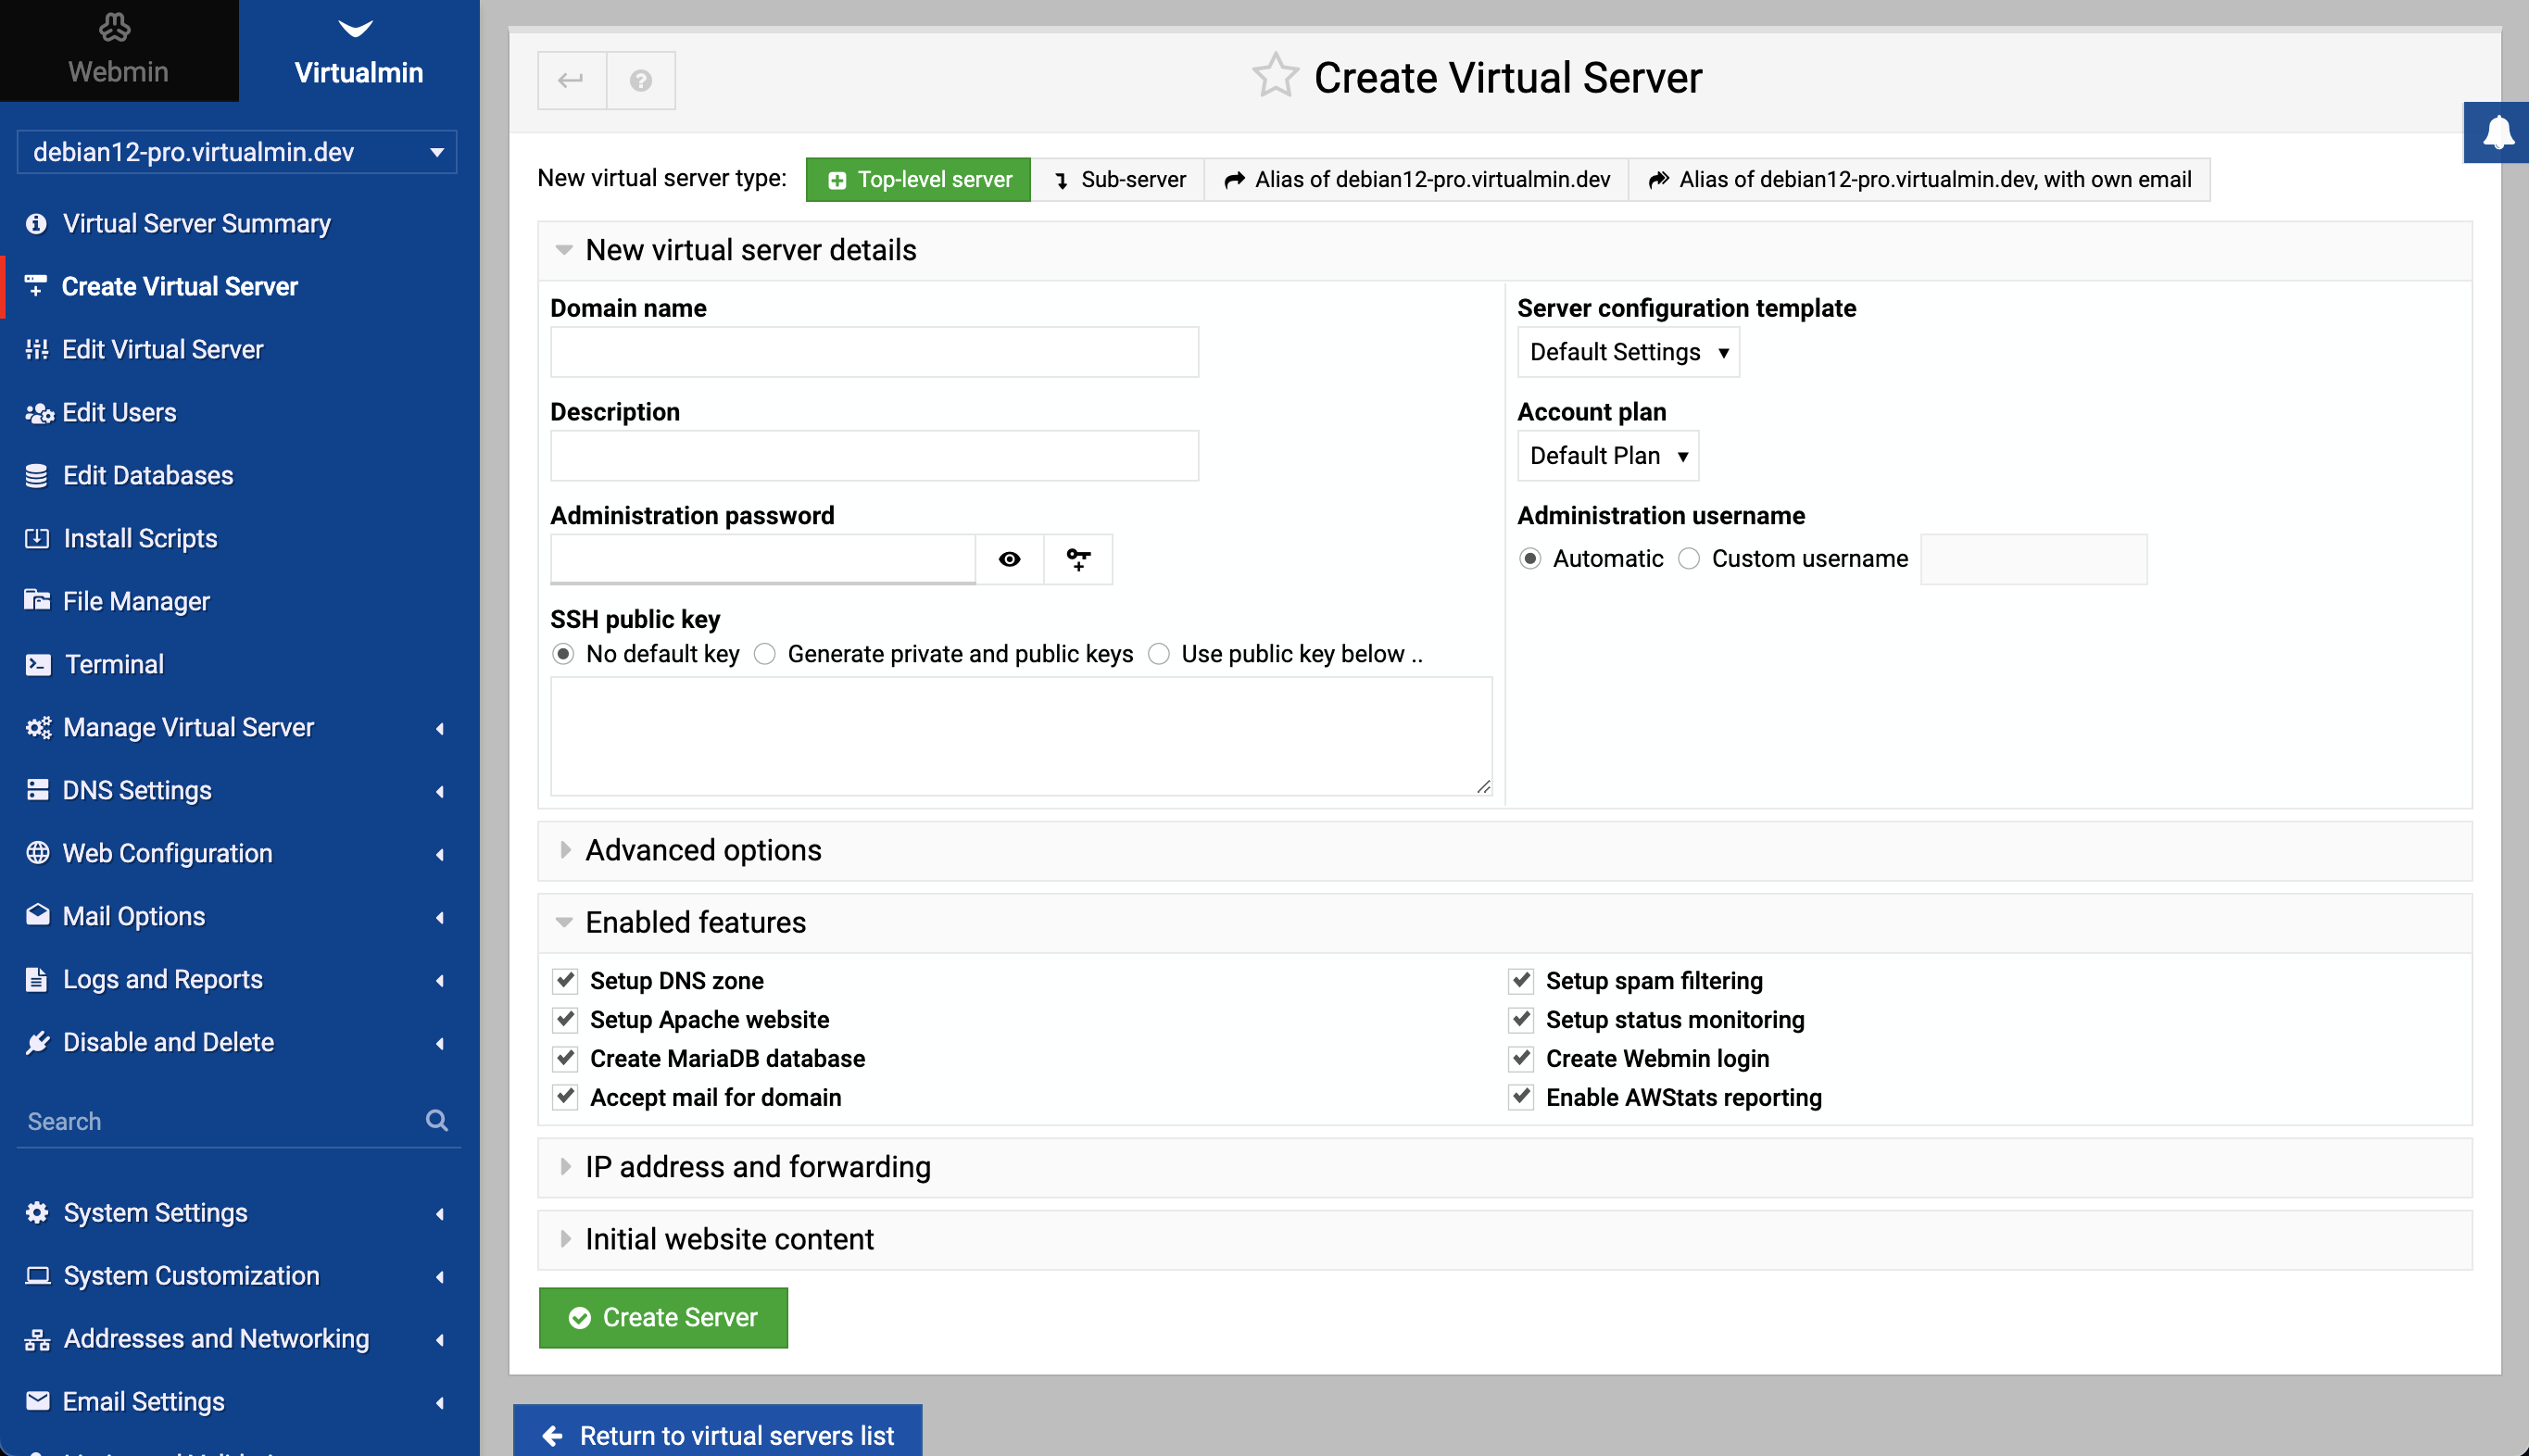 Webmin
Virtualmin
debian12-pro.virtualmin.dev
Virtual Server Summary
Create Virtual Server
Edit Virtual Server
Edit Users
Edit Databases
Install Scripts
File Manager
Terminal
Manage Virtual Server
DNS Settings
Web Configuration
Mail Options
Logs and Reports
Disable and Delete
Search
System Settings
System Customization
Addresses and Networking
Email Settings
Create Virtual Server
New virtual server type: Top-level server Sub-server Alias of debian12-pro.virtualmin.dev Alias of debian12-pro.virtualmin.dev, with own email
New virtual server details
Domain name
Description
Administration password
SSH public key
No default key Generate private and public keys Use public key below ..
Server configuration template
Default Settings
Account plan
Default Plan
Administration username
Automatic Custom username
Advanced options
Enabled features
Setup DNS zone
Setup Apache website
Create MariaDB database
Accept mail for domain
Setup spam filtering
Setup status monitoring
Create Webmin login
Enable AWStats reporting
IP address and forwarding
Initial website content
Create Server
Return to virtual servers list